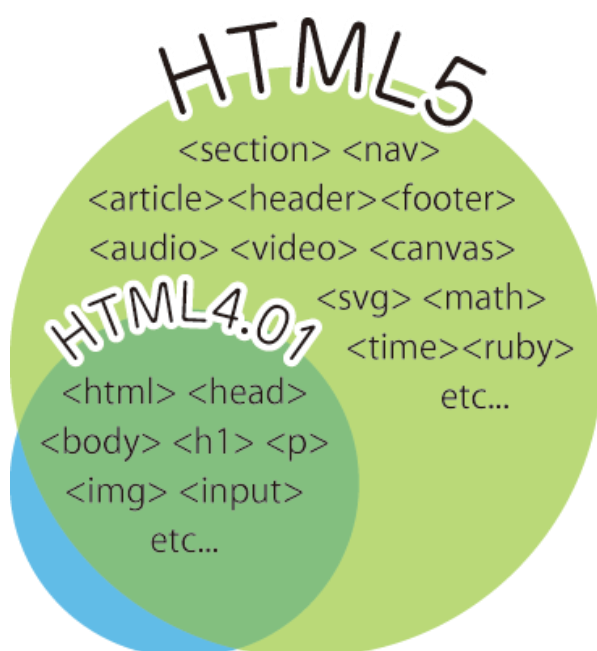 HTML5
<section> <nav>
<article><header><footer>
<audio> <video> <canvas>
<svg> <math>
<time><ruby>
etc...
HTML4.01
<html> <head>
<body> <h1> <p>
<img> <input>
etc...